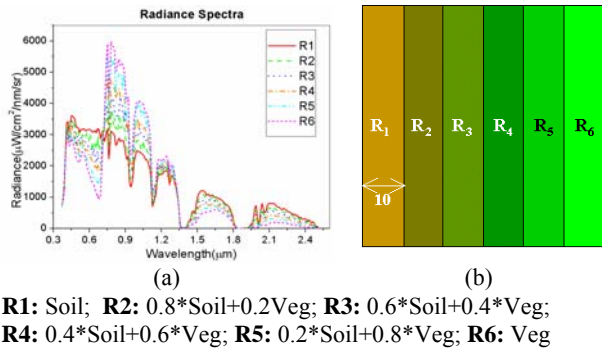 Radiance Spectra
R1
R2
R3
R4
R5
R6
Radiance(μW/cm²/nm/sr)
6000
5000
4000
3000
2000
1000
0
0.3 0.6 0.9 1.2 1.5 1.8 2.1 2.4
Wavelength(μm)
R₁ R₂ R₃ R₄ R₅ R₆
10
(a) (b)
R1: Soil; R2: 0.8*Soil+0.2Veg; R3: 0.6*Soil+0.4*Veg;
R4: 0.4*Soil+0.6*Veg; R5: 0.2*Soil+0.8*Veg; R6: Veg